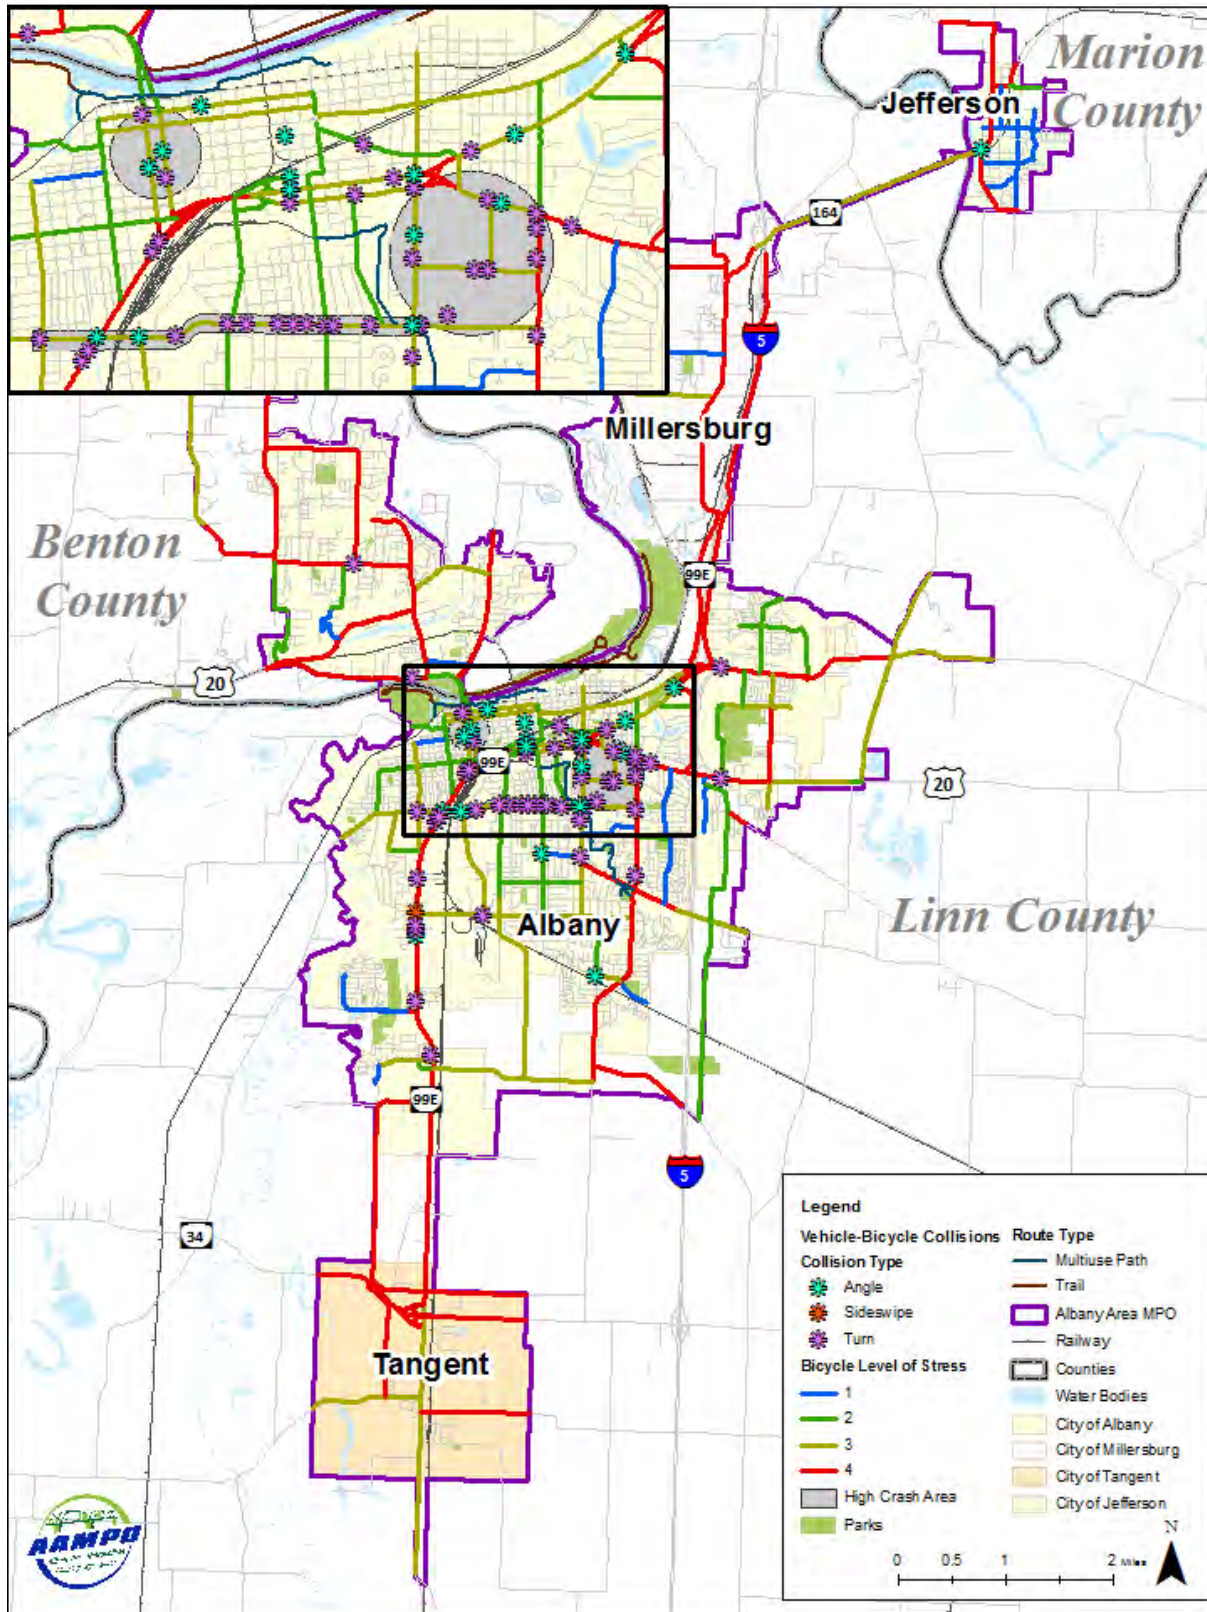 Marion
County
Jefferson
164
5
Millersburg
Benton
County
99E
20
99E
20
Linn County
Albany
99E
5
34
Tangent
AAMPO
Legend
Vehicle-Bicycle Collisions
Collision Type
Angle
Sideswipe
Turn
Bicycle Level of Stress
1
2
3
4
High Crash Area
Parks
Route Type
Multiuse Path
Trail
Albany Area MPO
Railway
Counties
Water Bodies
City of Albany
City of Millersburg
City of Tangent
City of Jefferson
N
0 0.5 1 2 Miles